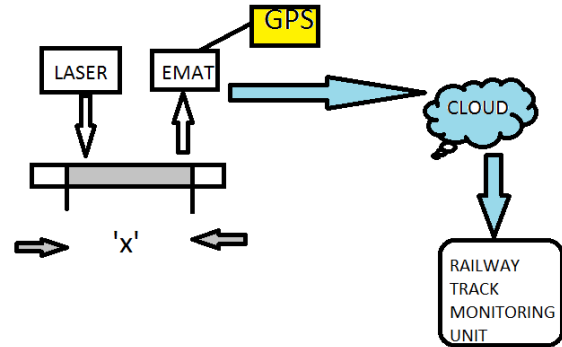 GPS
LASER
EMAT
CLOUD
'x'
RAILWAY
TRACK
MONITORING
UNIT